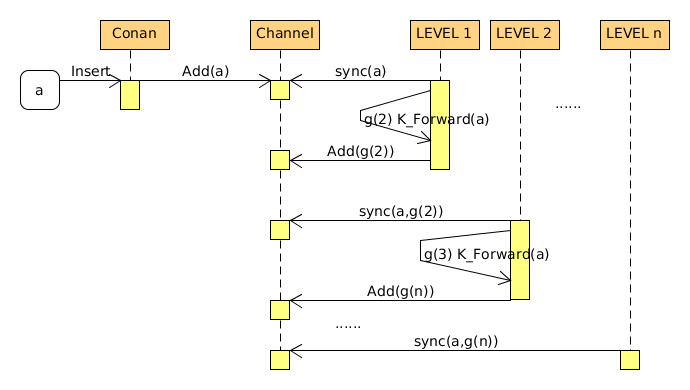 Conan
Channel
LEVEL 1
LEVEL 2
LEVEL n
a
Insert
Add(a)
sync(a)
......
g(2) K_Forward(a)
Add(g(2))
sync(a,g(2))
g(3) K_Forward(a)
Add(g(n))
......
sync(a,g(n))